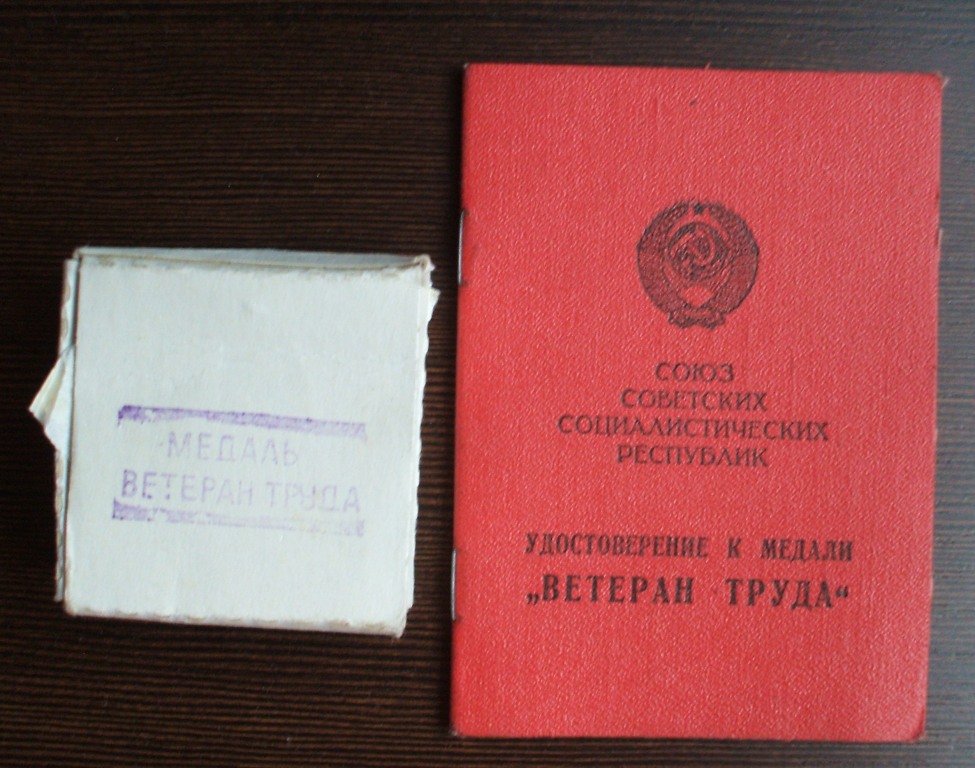 МЕДАЛЬ
ВЕТЕРАН ТРУДА
СОЮЗ
СОВЕТСКИХ
СОЦИАЛИСТИЧЕСКИХ
РЕСПУБЛИК
УДОСТОВЕРЕНИЕ К МЕДАЛИ
„ВЕТЕРАН ТРУДА“